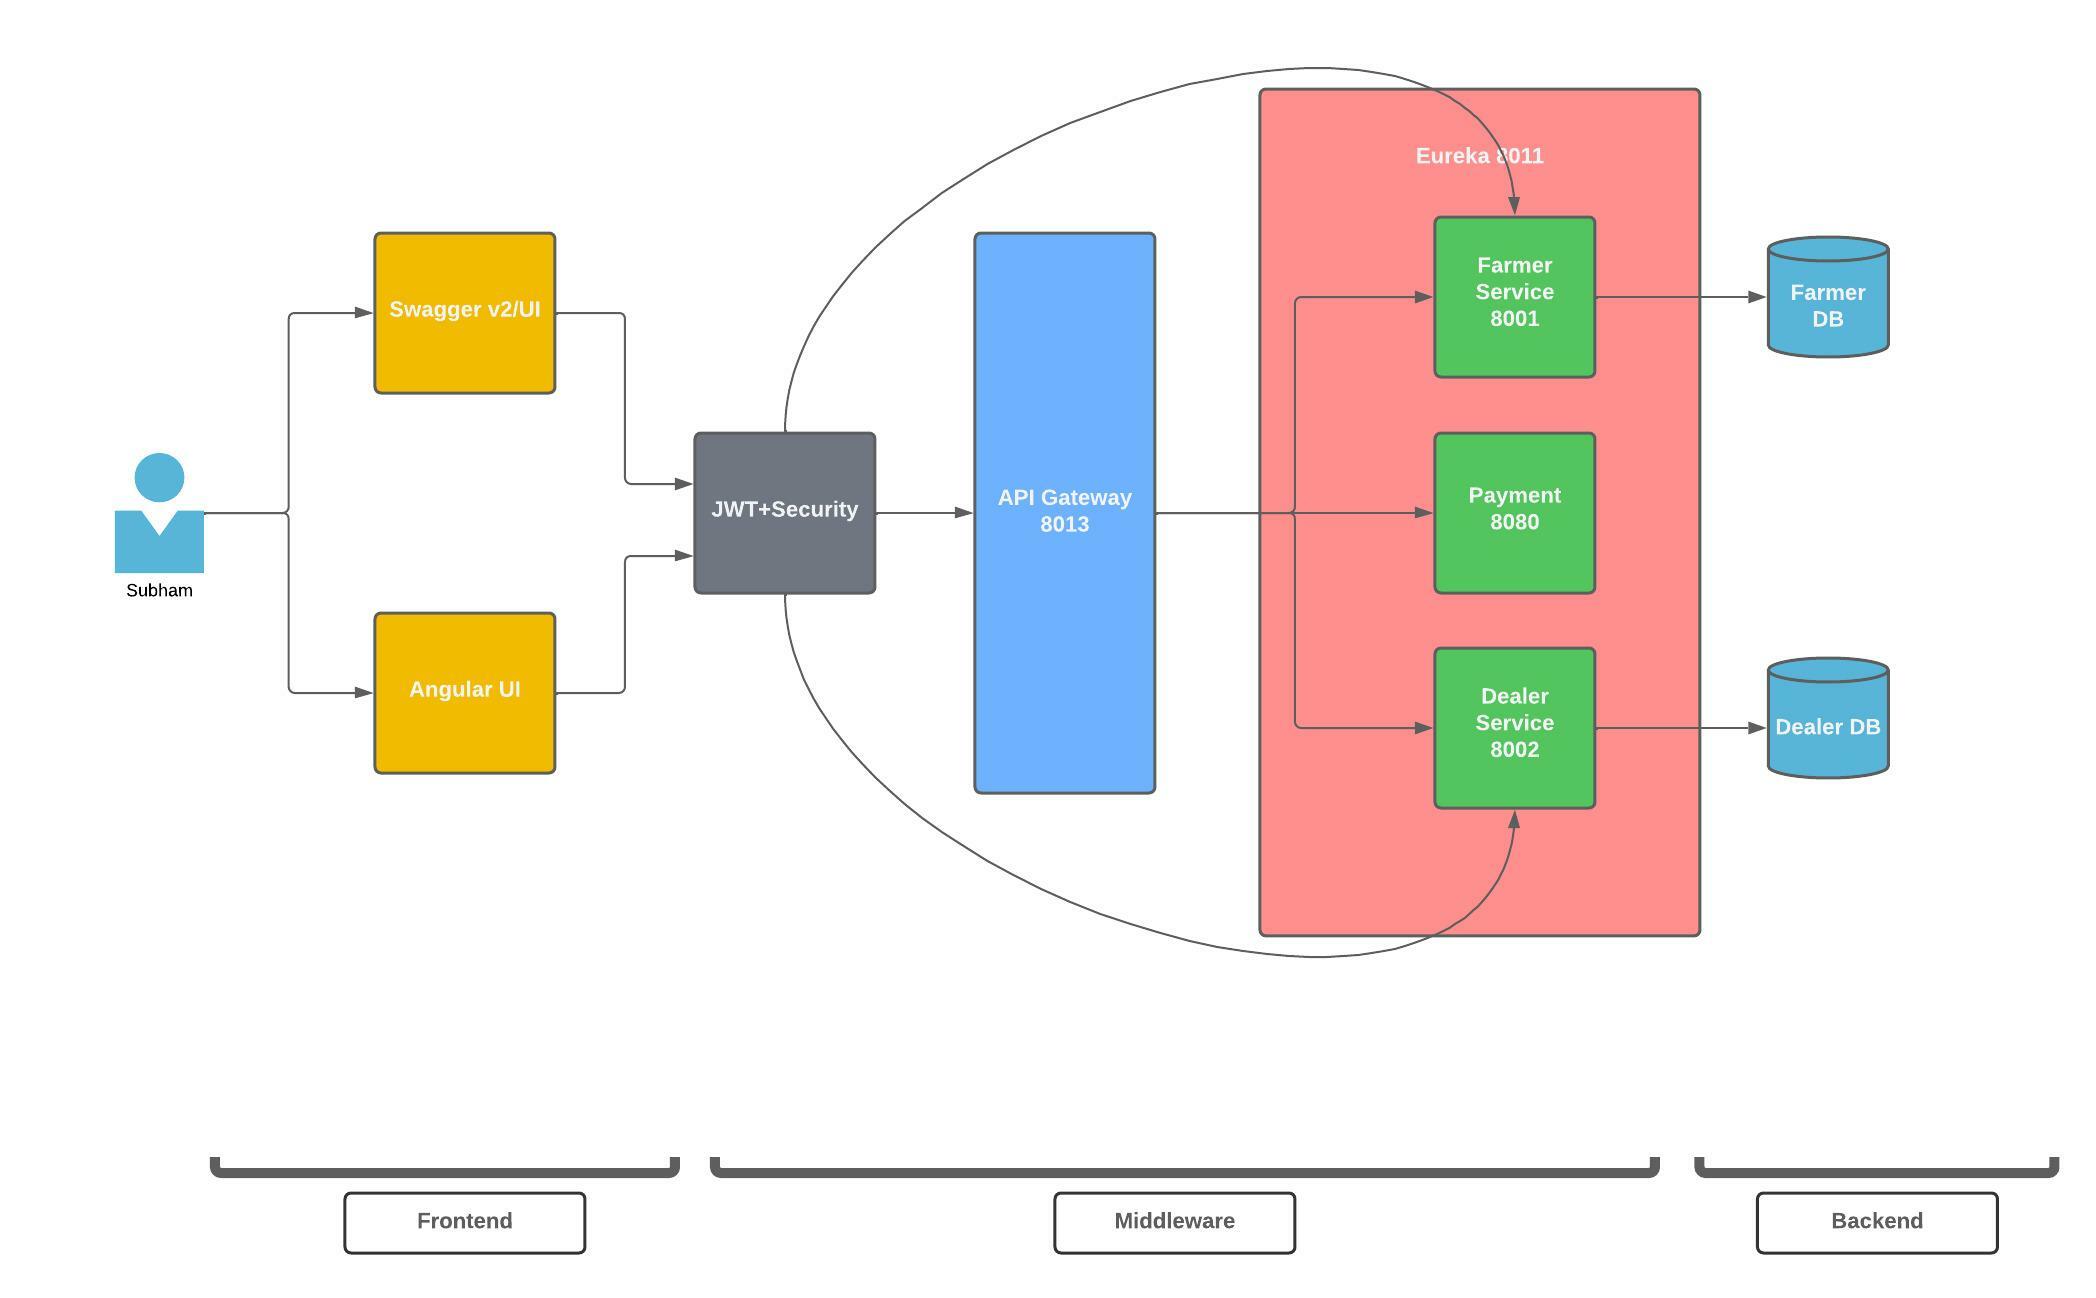 Eureka 8011
Swagger v2/UI
Farmer
Service
8001
Farmer
DB
Subham
JWT+Security
API Gateway
8013
Payment
8080
Angular UI
Dealer
Service
8002
Dealer DB
Frontend
Middleware
Backend